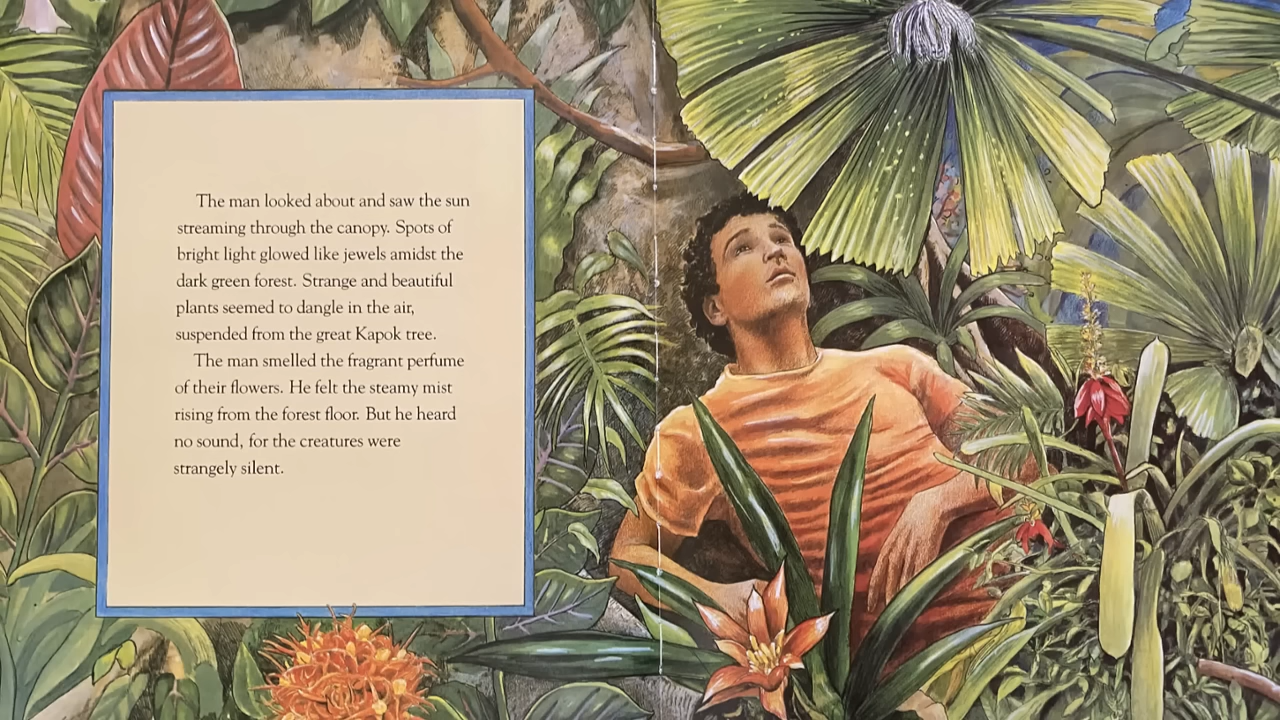 The man looked about and saw the sun
streaming through the canopy. Spots of
bright light glowed like jewels amidst the
dark green forest. Strange and beautiful
plants seemed to dangle in the air,
suspended from the great Kapok tree.
The man smelled the fragrant perfume
of their flowers. He felt the steamy mist
rising from the forest floor. But he heard
no sound, for the creatures were
strangely silent.